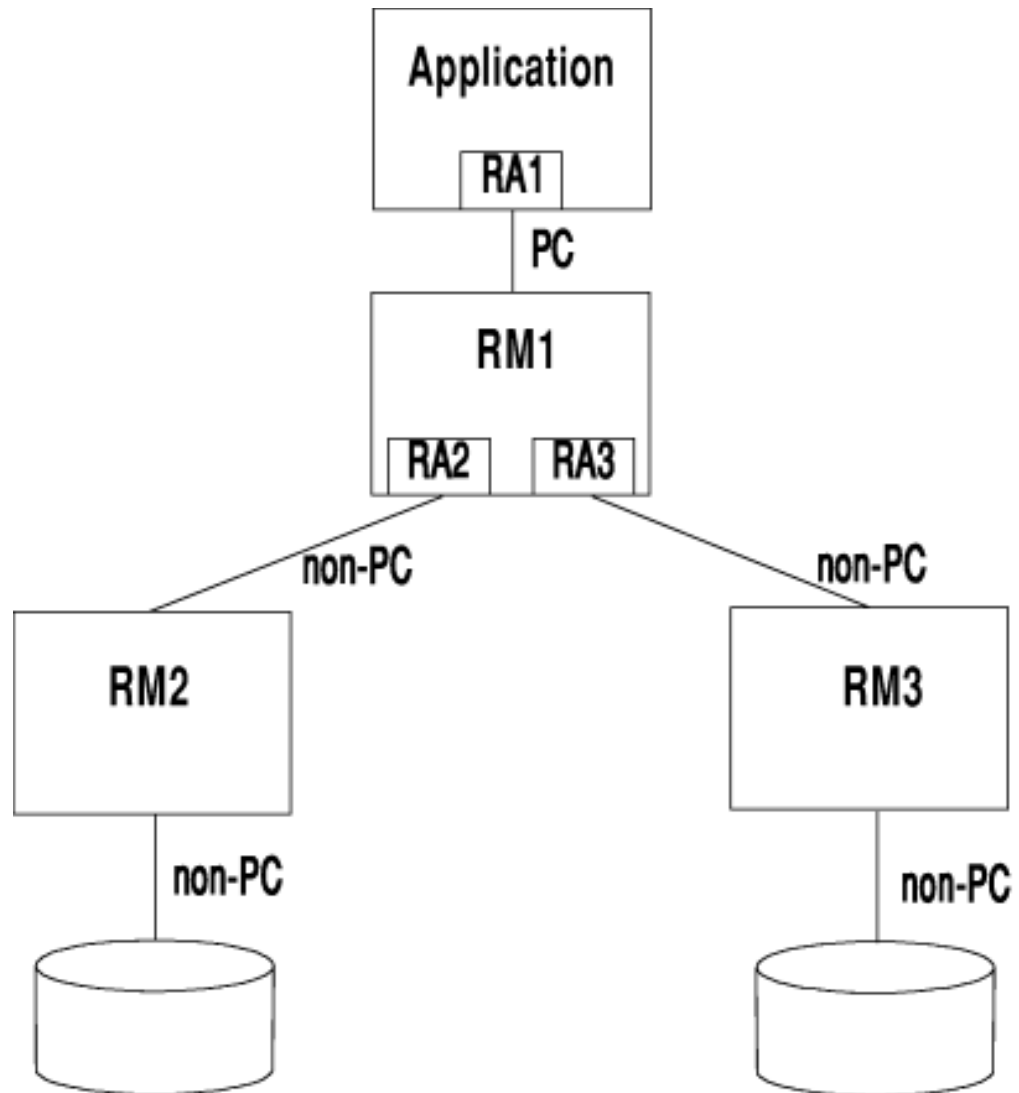 Application
RA1
PC
RM1
RA2 RA3
non-PC non-PC
RM2 RM3
non-PC non-PC